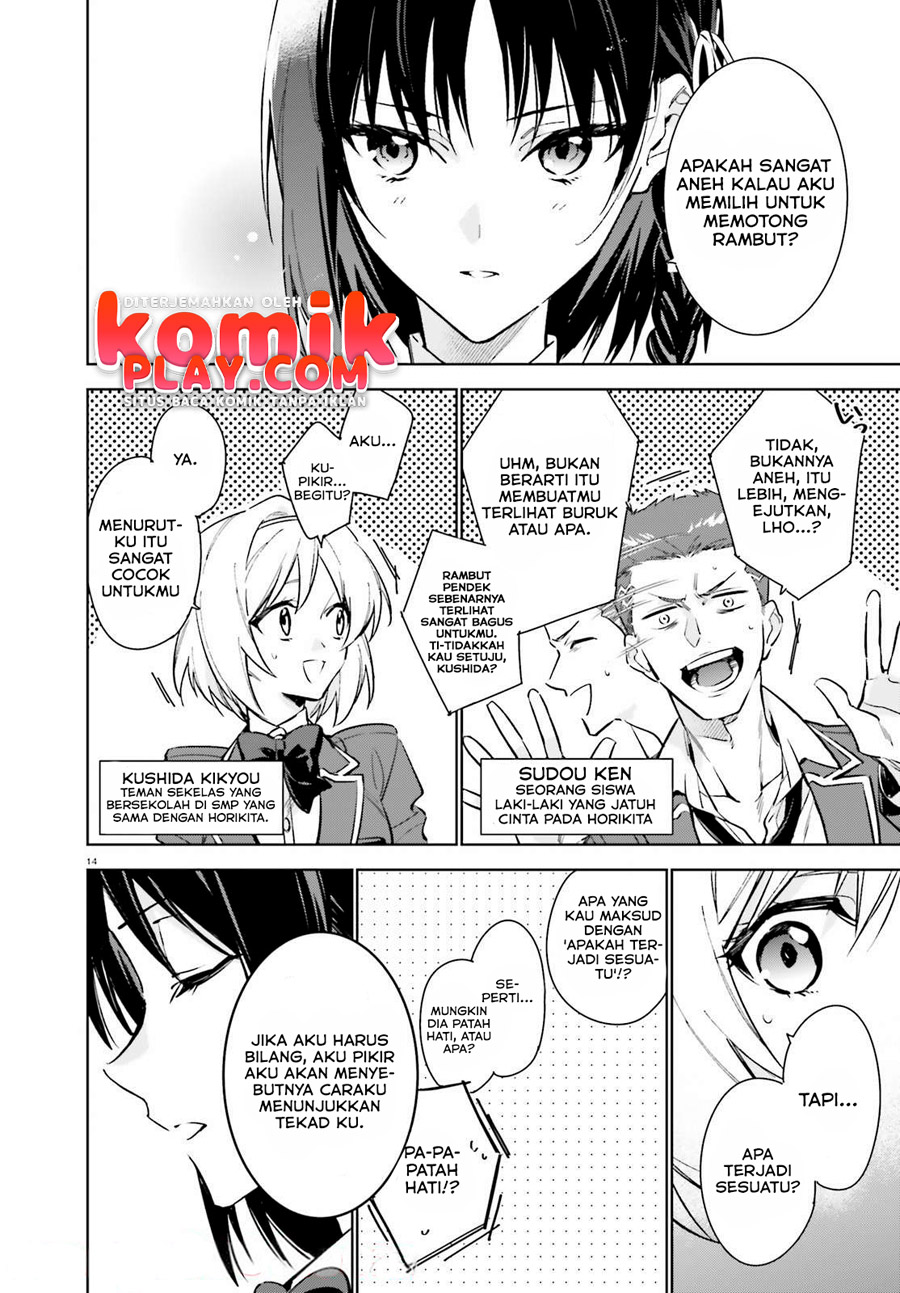 APAKAH SANGAT
ANEH KALAU AKU
MEMILIH UNTUK
MEMOTONG
RAMBUT?
DITERJEMAHKAN OLEH
komik
PLAY.COM
SITUS BACA KOMIK TANPA IKLAN
TIDAK,
BUKANNYA
ANEH, ITU
LEBIH, MENG-
EJUTKAN,
LHO...?
UHM, BUKAN
BERARTI ITU
MEMBUATMU
TERLIHAT BURUK
ATAU APA.
RAMBUT
PENDEK
SEBENARNYA
TERLIHAT
SANGAT BAGUS
UNTUKMU.
TI-TIDAKKAH
KAU SETUJU,
KUSHIDA?
SUDOU KEN
SEORANG SISWA
LAKI-LAKI YANG JATUH
CINTA PADA HORIKITA
AKU...
KU-
PIKIR...
BEGITU?
YA.
MENURUT-
KU ITU
SANGAT
COCOK
UNTUKMU
KUSHIDA KIKYOU
TEMAN SEKELAS YANG
BERSEKOLAH DI SMP YANG
SAMA DENGAN HORIKITA.
14
TAPI...
APA
TERJADI
SESUATU?
APA YANG
KAU MAKSUD
DENGAN
'APAKAH TER-
JADI SESUA-
TU'!?
SE-
PERTI...
MUNGKIN
DIA PATAH
HATI, ATAU
APA?
PA-PA-
PATAH
HATI!?
JIKA AKU HARUS
BILANG, AKU PIKIR
AKU AKAN MENYE-
BUTNYA CARAKU
MENUNJUKKAN
TEKAD KU.